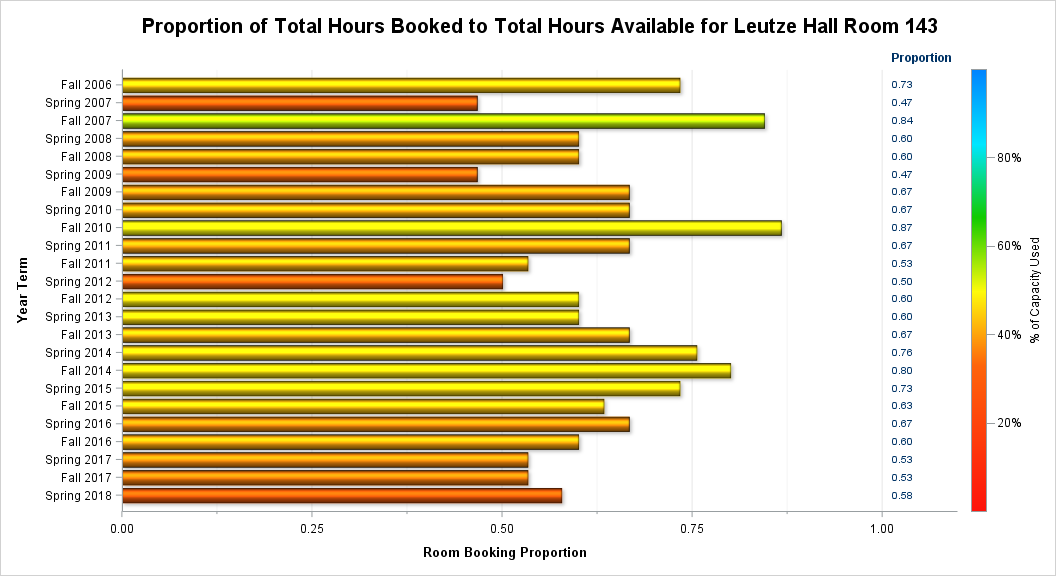 Proportion of Total Hours Booked to Total Hours Available for Leutze Hall Room 143
Proportion
Fall 2006 0.73
Spring 2007 0.47
Fall 2007 0.84
Spring 2008 0.60
Fall 2008 0.60
Spring 2009 0.47
Fall 2009 0.67
Spring 2010 0.67
Fall 2010 0.87
Spring 2011 0.67
Fall 2011 0.53
Spring 2012 0.50
Fall 2012 0.60
Spring 2013 0.60
Fall 2013 0.67
Spring 2014 0.76
Fall 2014 0.80
Spring 2015 0.73
Fall 2015 0.63
Spring 2016 0.67
Fall 2016 0.60
Spring 2017 0.53
Fall 2017 0.53
Spring 2018 0.58
Year Term
80%
60%
40%
20%
% of Capacity Used
0.00 0.25 0.50 0.75 1.00
Room Booking Proportion